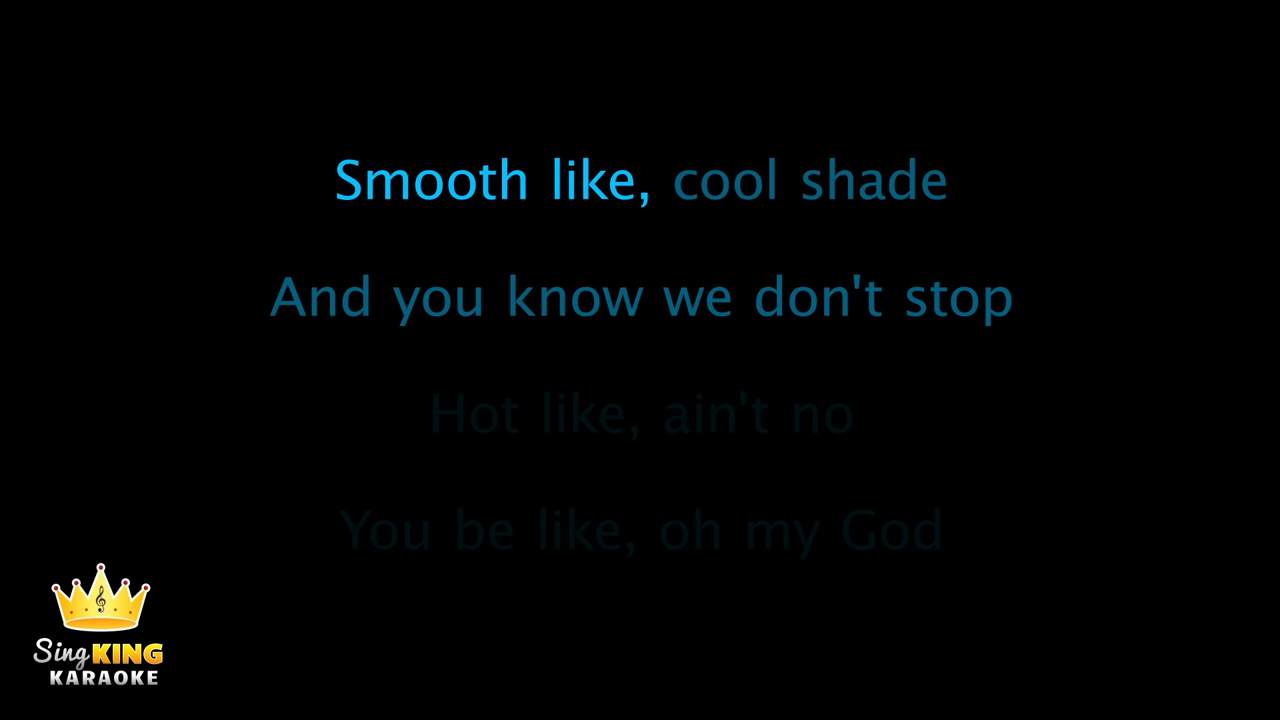 Smooth like, cool shade
And you know we don't stop
Hot like, ain't no
You be like, oh my God
Sing KING
KARAOKE